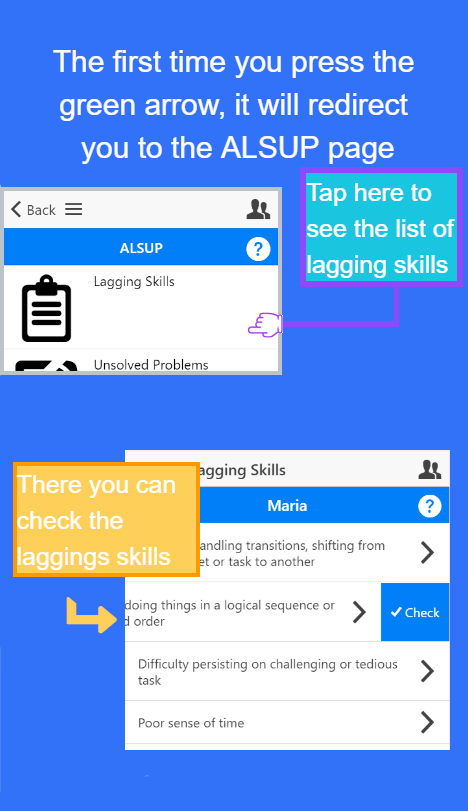 The first time you press the
green arrow, it will redirect
you to the ALSUP page
Tap here to
see the list of
lagging skills
Back
ALSUP
?
Lagging Skills
Unsolved Problems
There you can
check the
laggings skills
agging Skills
Maria
?
andling transitions, shifting from
et or task to another
doing things in a logical sequence or
d order
Check
Difficulty persisting on challenging or tedious
task
Poor sense of time